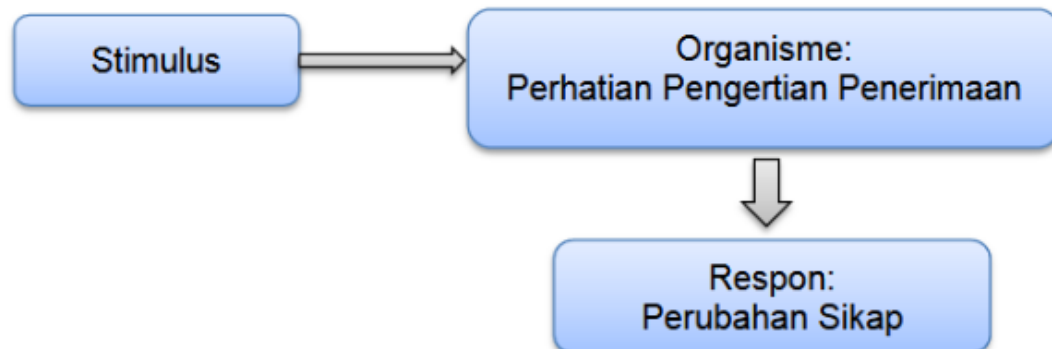 Stimulus
Organisme:
Perhatian Pengertian Penerimaan
Respon:
Perubahan Sikap